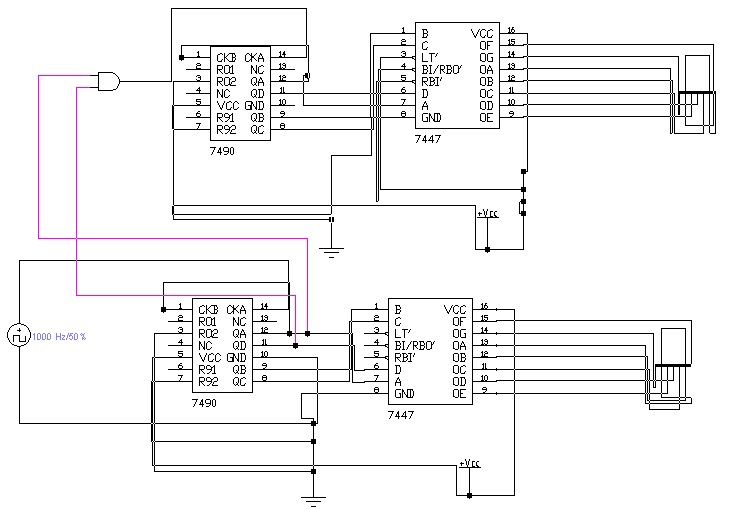 1 CKB CKA 14
2 RO1 NC 13
3 RO2 QA 12
4 NC QD 11
5 VCC GND 10
6 R91 QB 9
7 R92 QC 8
7490
1 B VCC 16
2 C OF 15
3 LT' OG 14
4 BI/RBO' OA 13
5 RBI' OB 12
6 D OC 11
7 A OD 10
8 GND OE 9
7447
+Vcc
1000 Hz/50%
1 CKB CKA 14
2 RO1 NC 13
3 RO2 QA 12
4 NC QD 11
5 VCC GND 10
6 R91 QB 9
7 R92 QC 8
7490
1 B VCC 16
2 C OF 15
3 LT' OG 14
4 BI/RBO' OA 13
5 RBI' OB 12
6 D OC 11
7 A OD 10
8 GND OE 9
7447
+Vcc